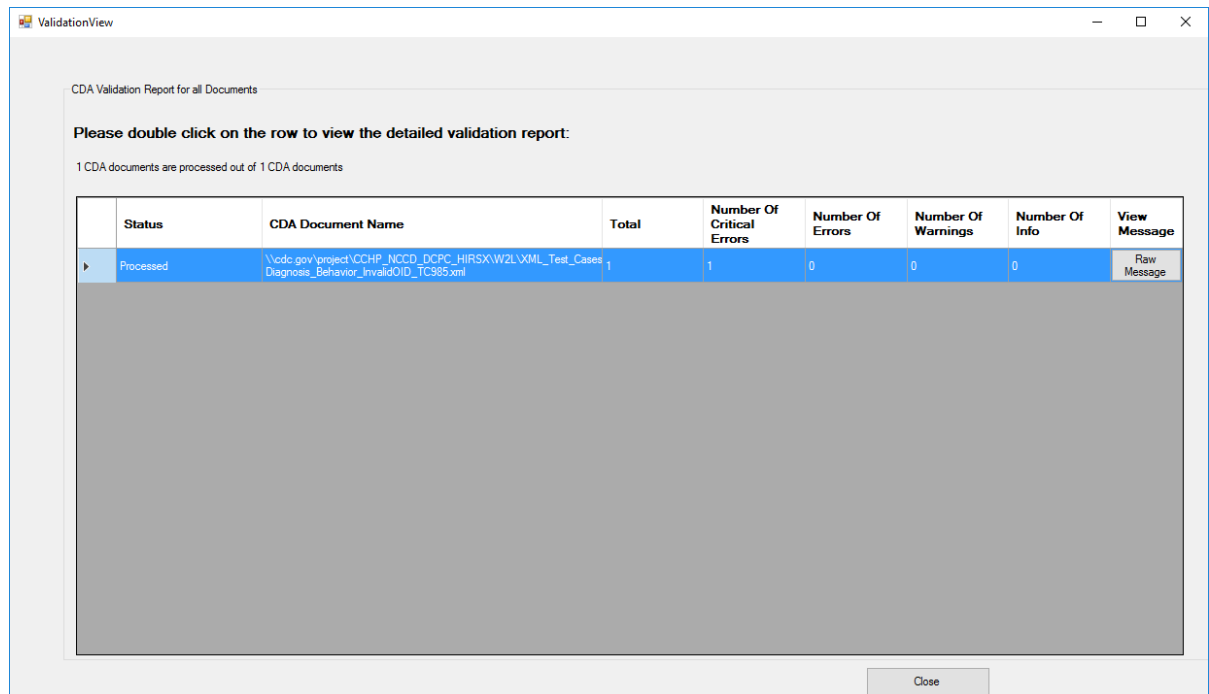 ValidationView
CDA Validation Report for all Documents
Please double click on the row to view the detailed validation report:
1 CDA documents are processed out of 1 CDA documents
Status CDA Document Name Total Number Of Critical Errors Number Of Errors Number Of Warnings Number Of Info View Message
Processed \\cdc.gov\project\CCHP_NCCD_DCPC_HIRSX\W2L\XML_Test_Cases 1 1 0 0 0 Raw Message
Diagnosis_Behavior_InvalidOID_TC985.xml
Close